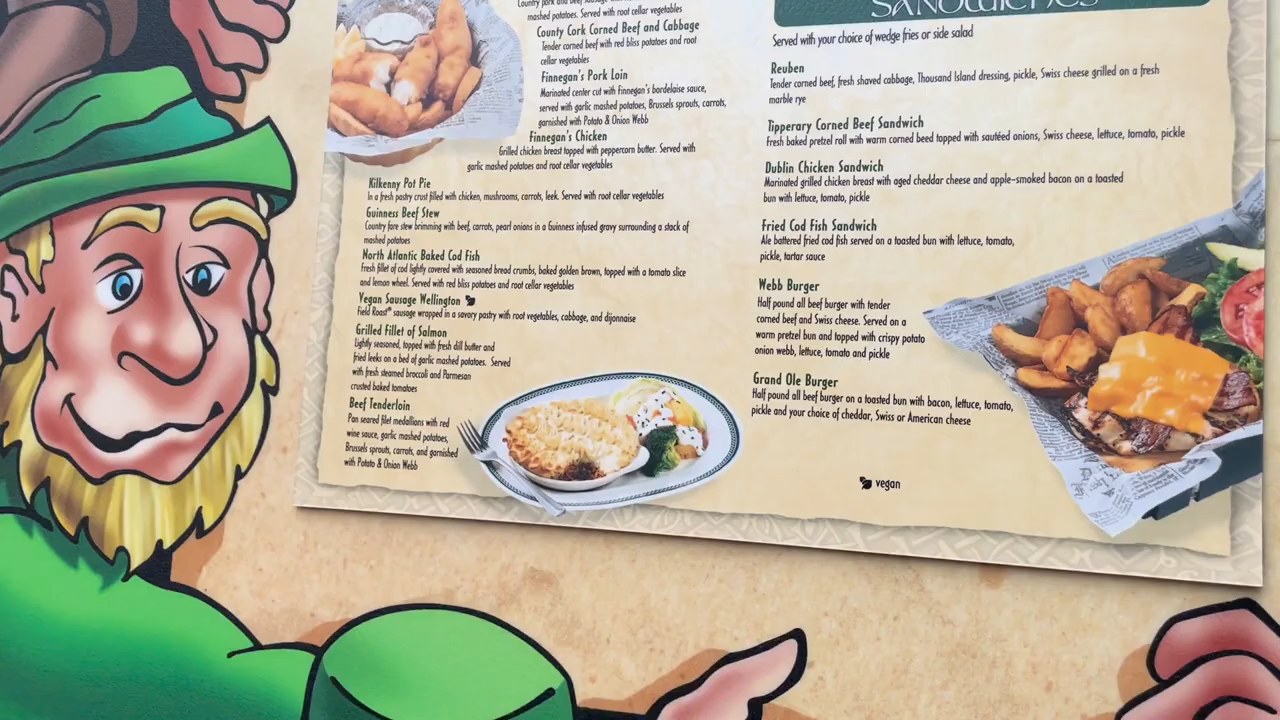 Country pork and beef sausage
mashed potatoes. Served with root cellar vegetables
County Cork Corned Beef and Cabbage
Tender corned beef with red bliss potatoes and root
cellar vegetables
Finnegan's Pork Loin
Marinated center cut with Finnegan's bordelaise sauce,
served with garlic mashed potatoes, Brussels sprouts, carrots,
garnished with Potato & Onion Webb
Finnegan's Chicken
Grilled chicken breast topped with peppercorn butter. Served with
garlic mashed potatoes and root cellar vegetables
Kilkenny Pot Pie
In a fresh pastry crust filled with chicken, mushrooms, carrots, leek. Served with root cellar vegetables
Guinness Beef Stew
Country fare stew brimming with beef, carrots, pearl onions in a Guinness infused gravy surrounding a stack of
mashed potatoes
North Atlantic Baked Cod Fish
Fresh fillet of cod lightly covered with seasoned bread crumbs, baked golden brown, topped with a tomato slice
and lemon wheel. Served with red bliss potatoes and root cellar vegetables
Vegan Sausage Wellington
Field Roast® sausage wrapped in a savory pastry with root vegetables, cabbage, and dijonnaise
Grilled Fillet of Salmon
Lightly seasoned, topped with fresh dill butter and
fried leeks on a bed of garlic mashed potatoes. Served
with fresh steamed broccoli and Parmesan
crusted baked tomatoes
Beef Tenderloin
Pan seared filet medallions with red
wine sauce, garlic mashed potatoes,
Brussels sprouts, carrots, and garnished
with Potato & Onion Webb
SANDWICHES
Served with your choice of wedge fries or side salad
Reuben
Tender corned beef, fresh shaved cabbage, Thousand Island dressing, pickle, Swiss cheese grilled on a fresh
marble rye
Tipperary Corned Beef Sandwich
Fresh baked pretzel roll with warm corned beed topped with sautéed onions, Swiss cheese, lettuce, tomato, pickle
Dublin Chicken Sandwich
Marinated grilled chicken breast with aged cheddar cheese and apple-smoked bacon on a toasted
bun with lettuce, tomato, pickle
Fried Cod Fish Sandwich
Ale battered fried cod fish served on a toasted bun with lettuce, tomato,
pickle, tartar sauce
Webb Burger
Half pound all beef burger with tender
corned beef and Swiss cheese. Served on a
warm pretzel bun and topped with crispy potato
onion webb, lettuce, tomato and pickle
Grand Ole Burger
Half pound all beef burger on a toasted bun with bacon, lettuce, tomato,
pickle and your choice of cheddar, Swiss or American cheese
vegan